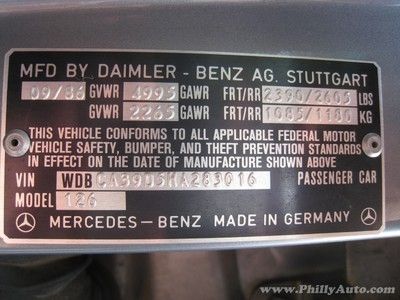 MFD BY DAIMLER - BENZ AG. STUTTGART
09/86 GVWR 4995 GAWR FRT/RR 2390/2605 LBS
GVWR 2265 GAWR FRT/RR 1085/1180 KG
THIS VEHICLE CONFORMS TO ALL APPLICABLE FEDERAL MOTOR
VEHICLE SAFETY, BUMPER, AND THEFT PREVENTION STANDARDS
IN EFFECT ON THE DATE OF MANUFACTURE SHOWN ABOVE
VIN WDBCA39D5HA283016 PASSENGER CAR
MODEL 126
MERCEDES-BENZ MADE IN GERMANY
www.PhillyAuto.com